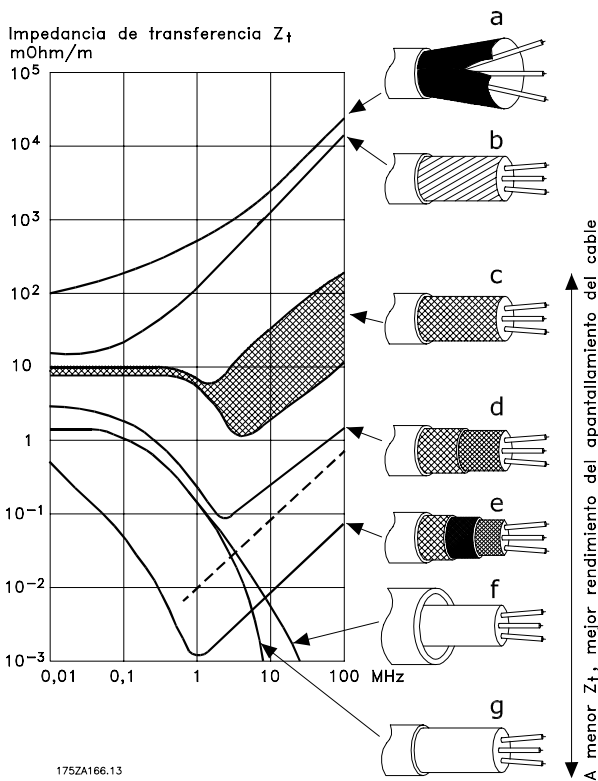 Impedancia de transferencia Zt
mOhm/m
10⁵
10⁴
10³
10²
10
1
10⁻¹
10⁻²
10⁻³
0,01 0,1 1 10 100 MHz
a
b
c
d
e
f
g
A menor Zt, mejor rendimiento del apantallamiento del cable
175ZA166.13